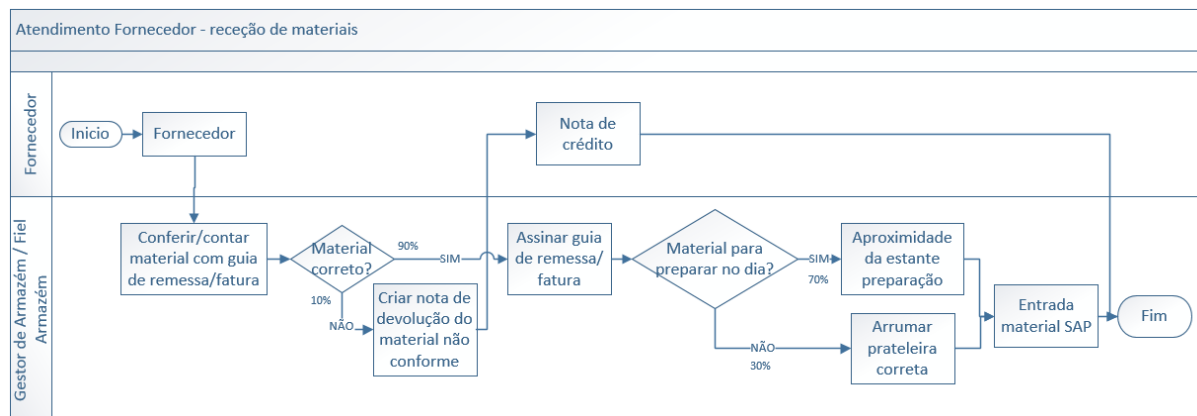 Atendimento Fornecedor - receção de materiais
Fornecedor
Inicio
Fornecedor
Nota de
crédito
Gestor de Armazém / Fiel
Armazém
Conferir/contar
material com guia
de remessa/fatura
Material
correto?
90%
SIM
10%
NÃO
Criar nota de
devolução do
material não
conforme
Assinar guia
de remessa/
fatura
Material para
preparar no dia?
SIM
70%
NÃO
30%
Aproximidade
da estante
preparação
Arrumar
prateleira
correta
Entrada
material SAP
Fim